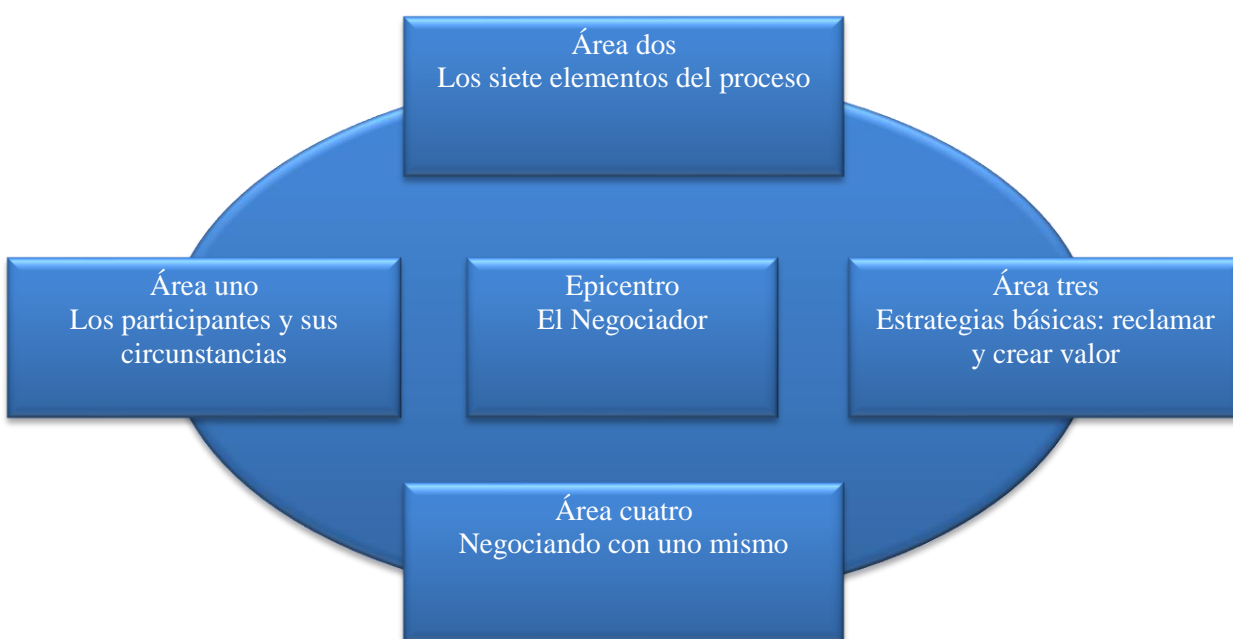 Área dos
Los siete elementos del proceso
Área uno
Los participantes y sus
circunstancias
Epicentro
El Negociador
Área tres
Estrategias básicas: reclamar
y crear valor
Área cuatro
Negociando con uno mismo